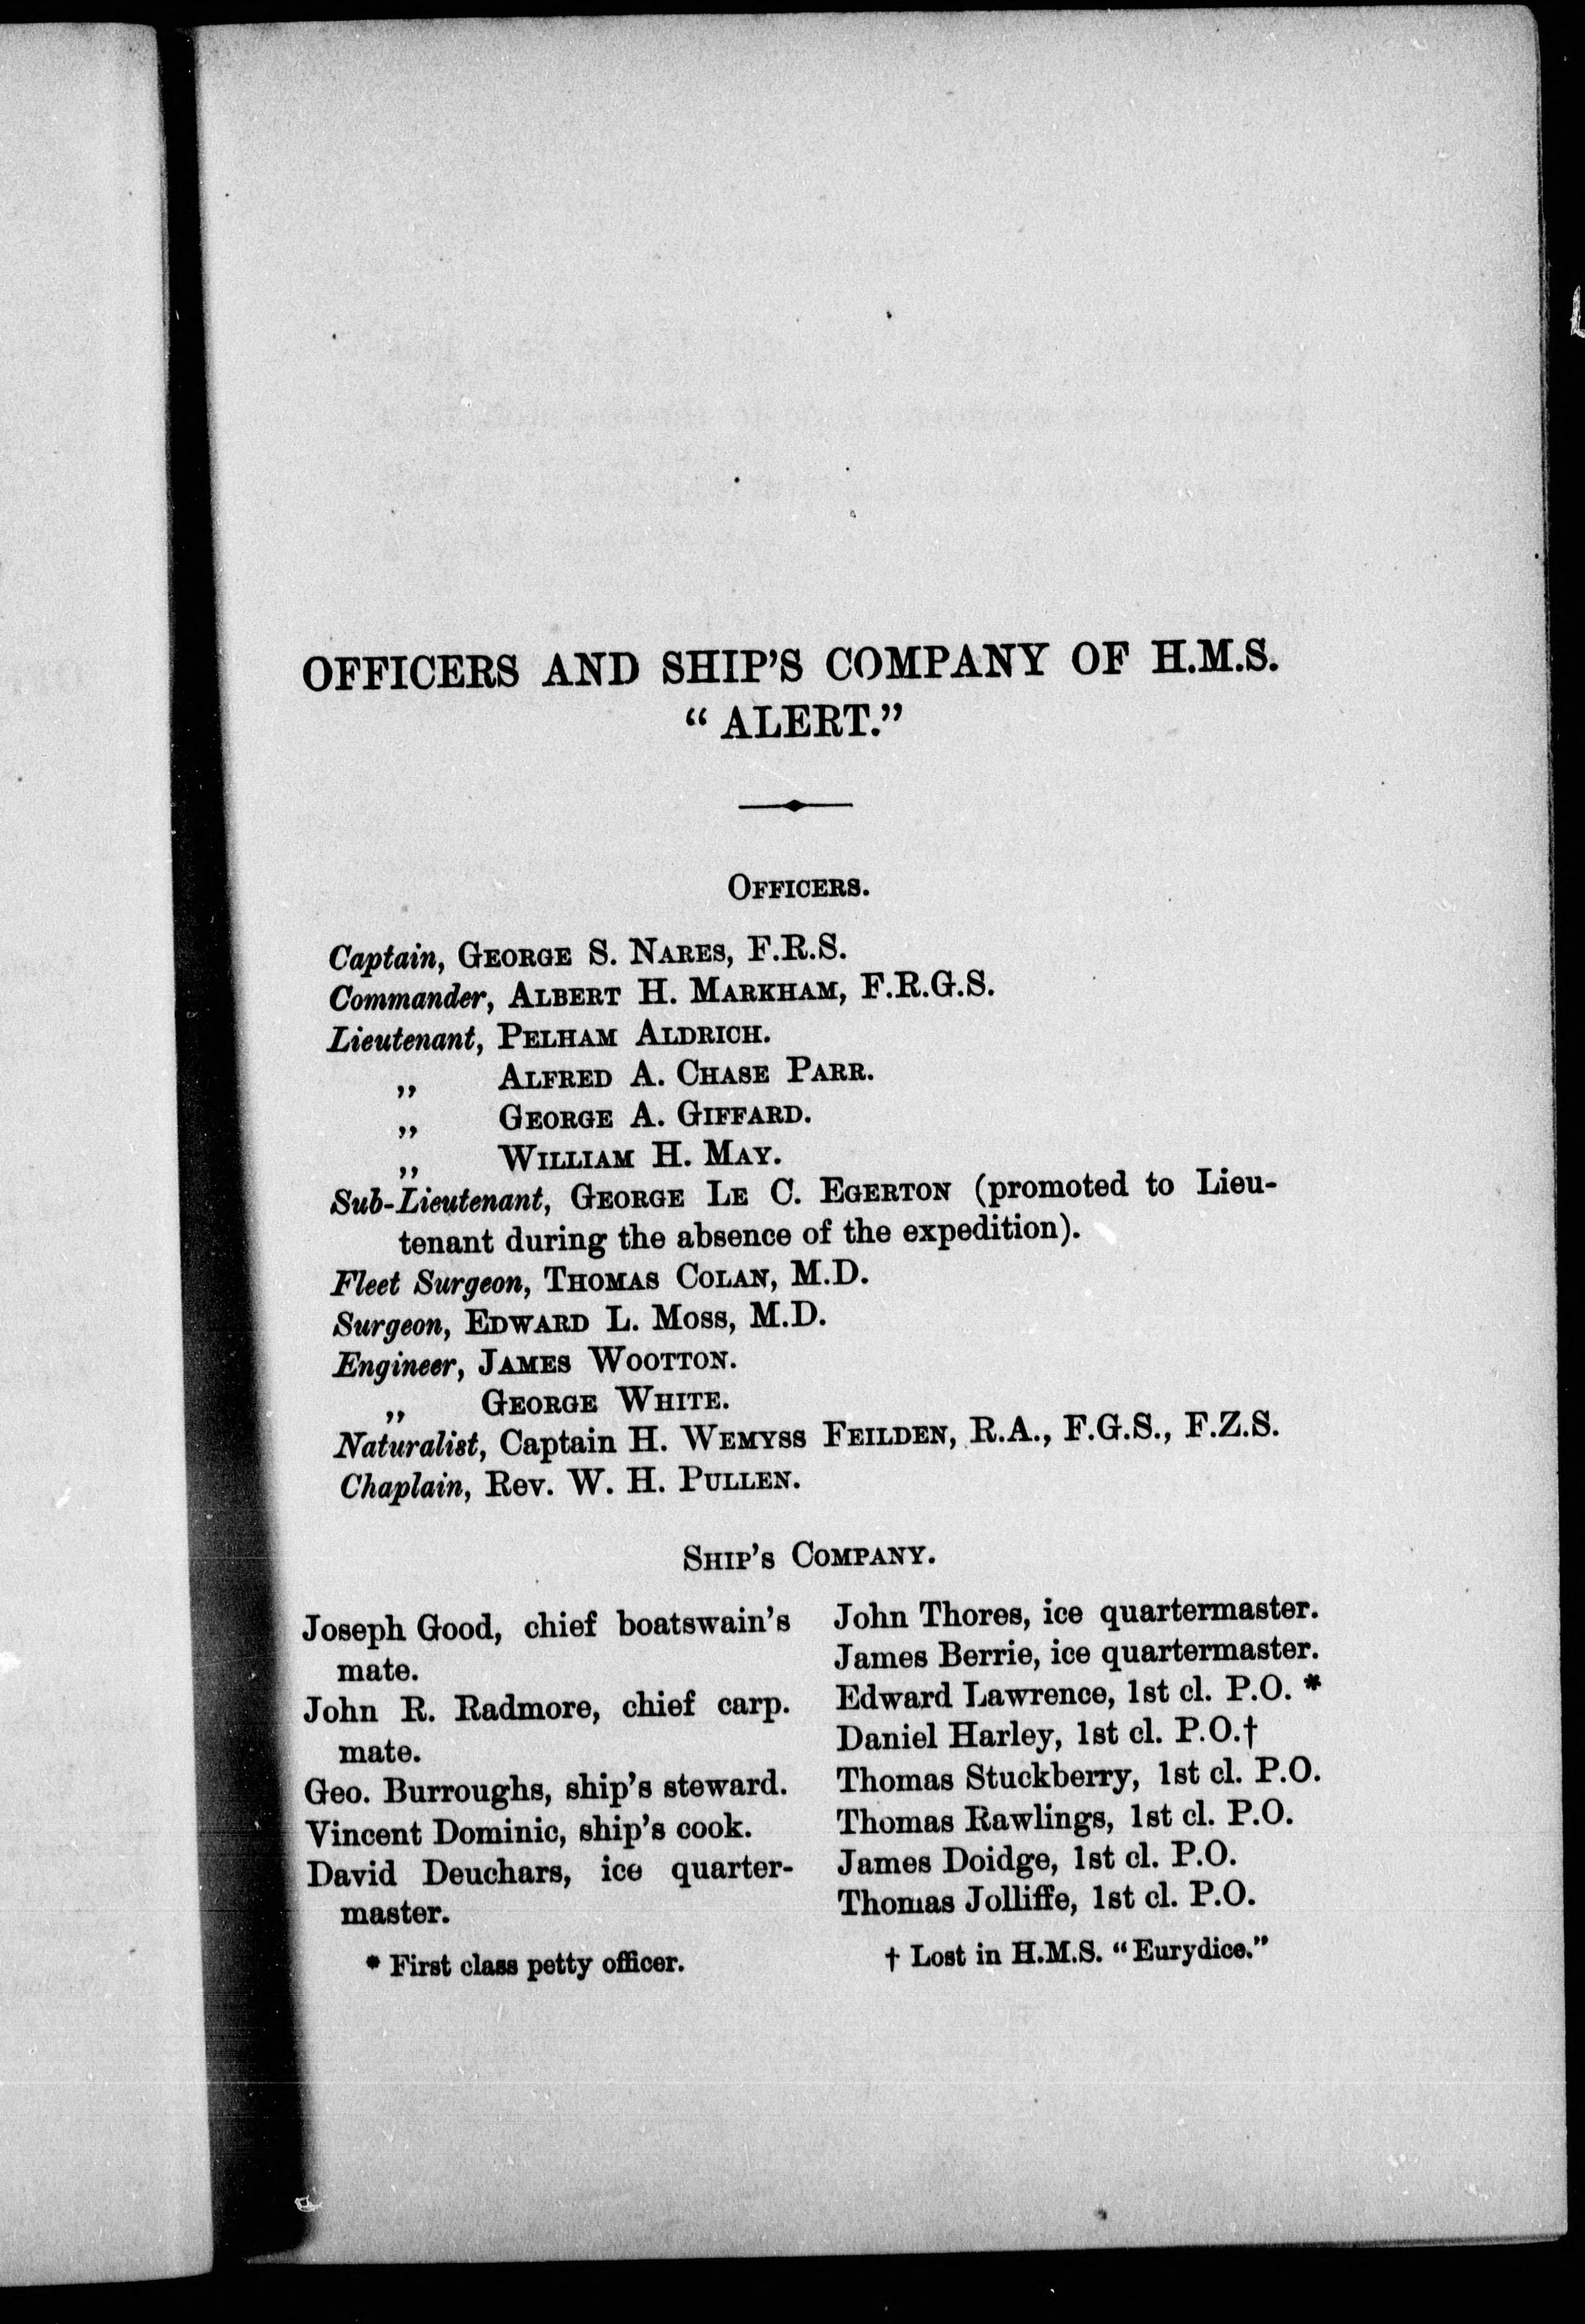 OFFICERS AND SHIP'S COMPANY OF H.M.S.
“ ALERT.”
OFFICERS.
Captain, GEORGE S. NARES, F.R.S.
Commander, ALBERT H. MARKHAM, F.R.G.S.
Lieutenant, PELHAM ALDRICH.
„ ALFRED A. CHASE PARR.
„ GEORGE A. GIFFARD.
„ WILLIAM H. MAY.
Sub-Lieutenant, GEORGE LE C. EGERTON (promoted to Lieu-
tenant during the absence of the expedition).
Fleet Surgeon, THOMAS COLAN, M.D.
Surgeon, EDWARD L. MOSS, M.D.
Engineer, JAMES WOOTTON.
„ GEORGE WHITE.
Naturalist, Captain H. WEMYSS FEILDEN, R.A., F.G.S., F.Z.S.
Chaplain, Rev. W. H. PULLEN.
SHIP'S COMPANY.
Joseph Good, chief boatswain's
mate.
John R. Radmore, chief carp.
mate.
Geo. Burroughs, ship's steward.
Vincent Dominic, ship's cook.
David Deuchars, ice quarter-
master.
John Thores, ice quartermaster.
James Berrie, ice quartermaster.
Edward Lawrence, 1st cl. P.O. *
Daniel Harley, 1st cl. P.O.†
Thomas Stuckberry, 1st cl. P.O.
Thomas Rawlings, 1st cl. P.O.
James Doidge, 1st cl. P.O.
Thomas Jolliffe, 1st cl. P.O.
* First class petty officer.
† Lost in H.M.S. “Eurydice.”